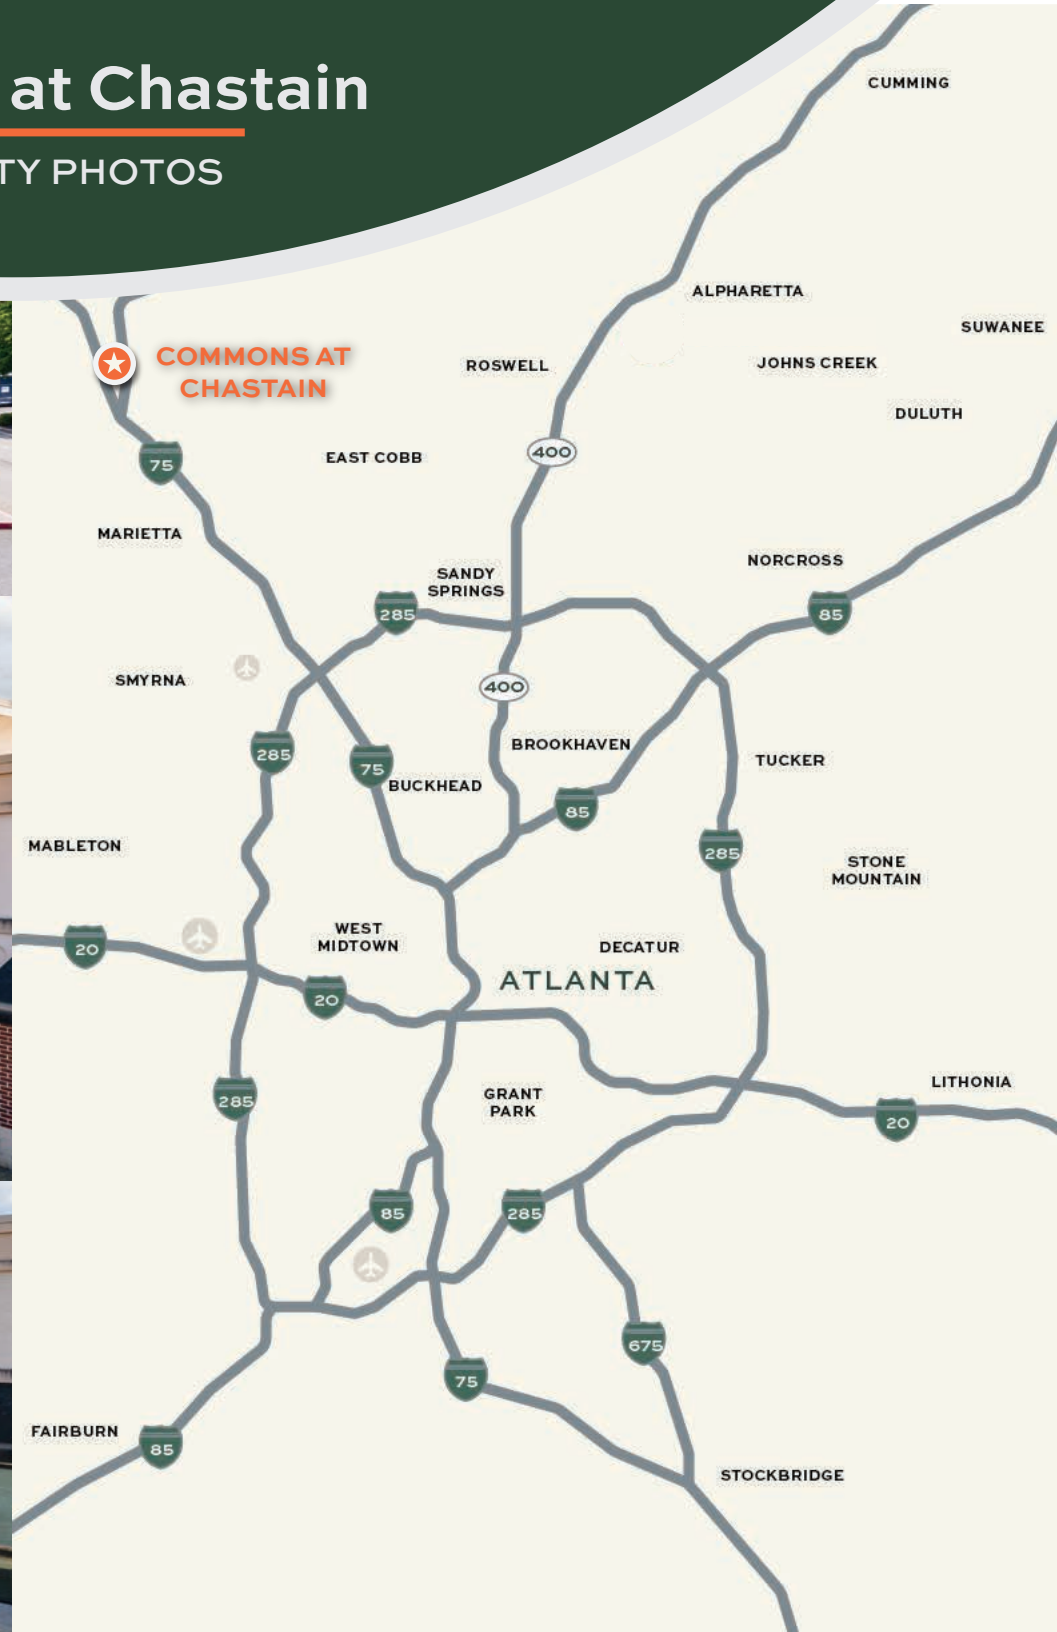 at Chastain
TY PHOTOS
CUMMING
ALPHARETTA
SUWANEE
COMMONS AT
CHASTAIN
ROSWELL
JOHNS CREEK
DULUTH
EAST COBB
400
75
MARIETTA
NORCROSS
SANDY
SPRINGS
285
85
SMYRNA
400
BROOKHAVEN
285
75
TUCKER
BUCKHEAD
85
MABLETON
285
STONE
MOUNTAIN
WEST
MIDTOWN
20
DECATUR
ATLANTA
20
LITHONIA
285
GRANT
PARK
20
85
285
675
75
FAIRBURN
85
STOCKBRIDGE